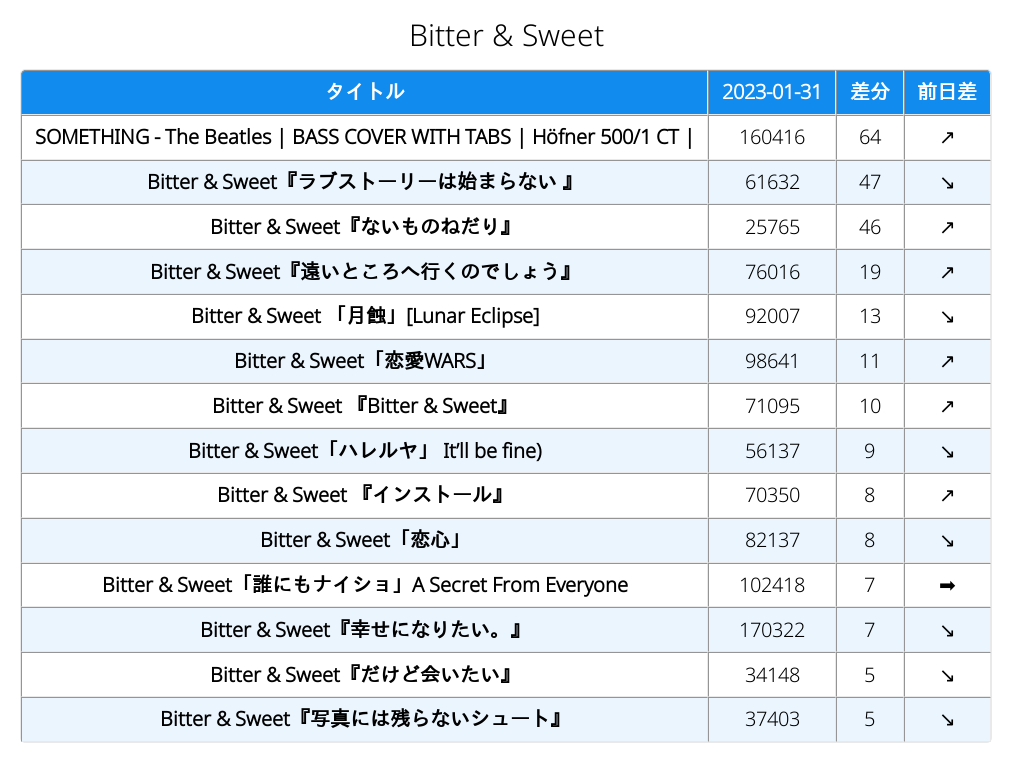 Bitter & Sweet
タイトル 2023-01-31 差分 前日差
SOMETHING - The Beatles | BASS COVER WITH TABS | Höfner 500/1 CT | 160416 64 ↗
Bitter & Sweet『ラブストーリーは始まらない 』 61632 47 ↘
Bitter & Sweet『ないものねだり』 25765 46 ↗
Bitter & Sweet『遠いところへ行くのでしょう』 76016 19 ↗
Bitter & Sweet 「月蝕」[Lunar Eclipse] 92007 13 ↘
Bitter & Sweet「恋愛WARS」 98641 11 ↗
Bitter & Sweet 『Bitter & Sweet』 71095 10 ↗
Bitter & Sweet「ハレルヤ」 It’ll be fine) 56137 9 ↘
Bitter & Sweet 『インストール』 70350 8 ↗
Bitter & Sweet「恋心」 82137 8 ↘
Bitter & Sweet「誰にもナイショ」A Secret From Everyone 102418 7 ➡
Bitter & Sweet『幸せになりたい。』 170322 7 ↘
Bitter & Sweet『だけど会いたい』 34148 5 ↘
Bitter & Sweet『写真には残らないシュート』 37403 5 ↘